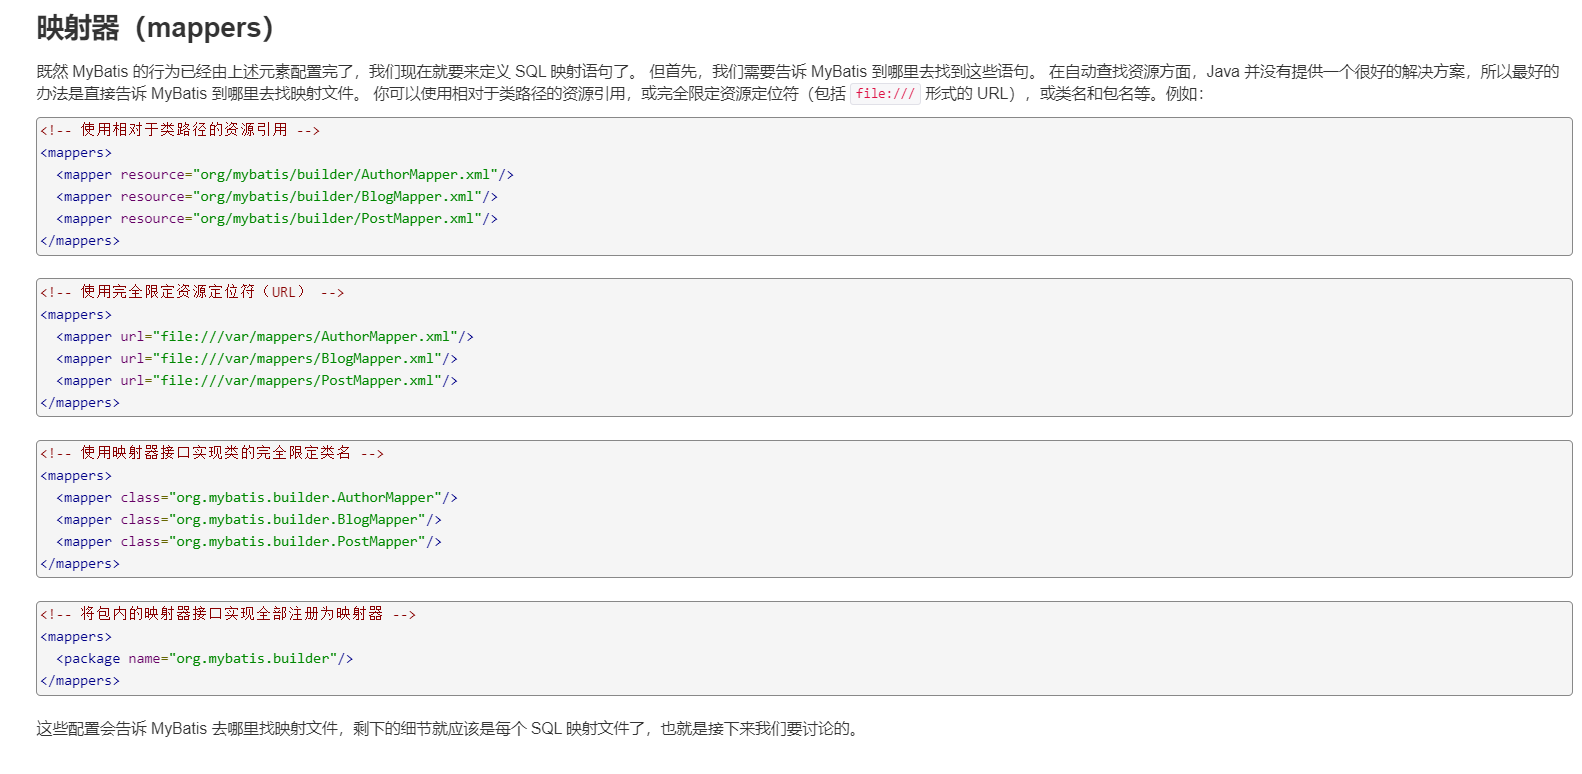 映射器（mappers）
既然 MyBatis 的行为已经由上述元素配置完了，我们现在就要来定义 SQL 映射语句了。 但首先，我们需要告诉 MyBatis 到哪里去找到这些语句。 在自动查找资源方面，Java 并没有提供一个很好的解决方案，所以最好的
办法是直接告诉 MyBatis 到哪里去找映射文件。 你可以使用相对于类路径的资源引用，或完全限定资源定位符（包括 file:/// 形式的 URL），或类名和包名等。例如：
<!-- 使用相对于类路径的资源引用 -->
<mappers>
  <mapper resource="org/mybatis/builder/AuthorMapper.xml"/>
  <mapper resource="org/mybatis/builder/BlogMapper.xml"/>
  <mapper resource="org/mybatis/builder/PostMapper.xml"/>
</mappers>
<!-- 使用完全限定资源定位符（URL） -->
<mappers>
  <mapper url="file:///var/mappers/AuthorMapper.xml"/>
  <mapper url="file:///var/mappers/BlogMapper.xml"/>
  <mapper url="file:///var/mappers/PostMapper.xml"/>
</mappers>
<!-- 使用映射器接口实现类的完全限定类名 -->
<mappers>
  <mapper class="org.mybatis.builder.AuthorMapper"/>
  <mapper class="org.mybatis.builder.BlogMapper"/>
  <mapper class="org.mybatis.builder.PostMapper"/>
</mappers>
<!-- 将包内的映射器接口实现全部注册为映射器 -->
<mappers>
  <package name="org.mybatis.builder"/>
</mappers>
这些配置会告诉 MyBatis 去哪里找映射文件，剩下的细节就应该是每个 SQL 映射文件了，也就是接下来我们要讨论的。